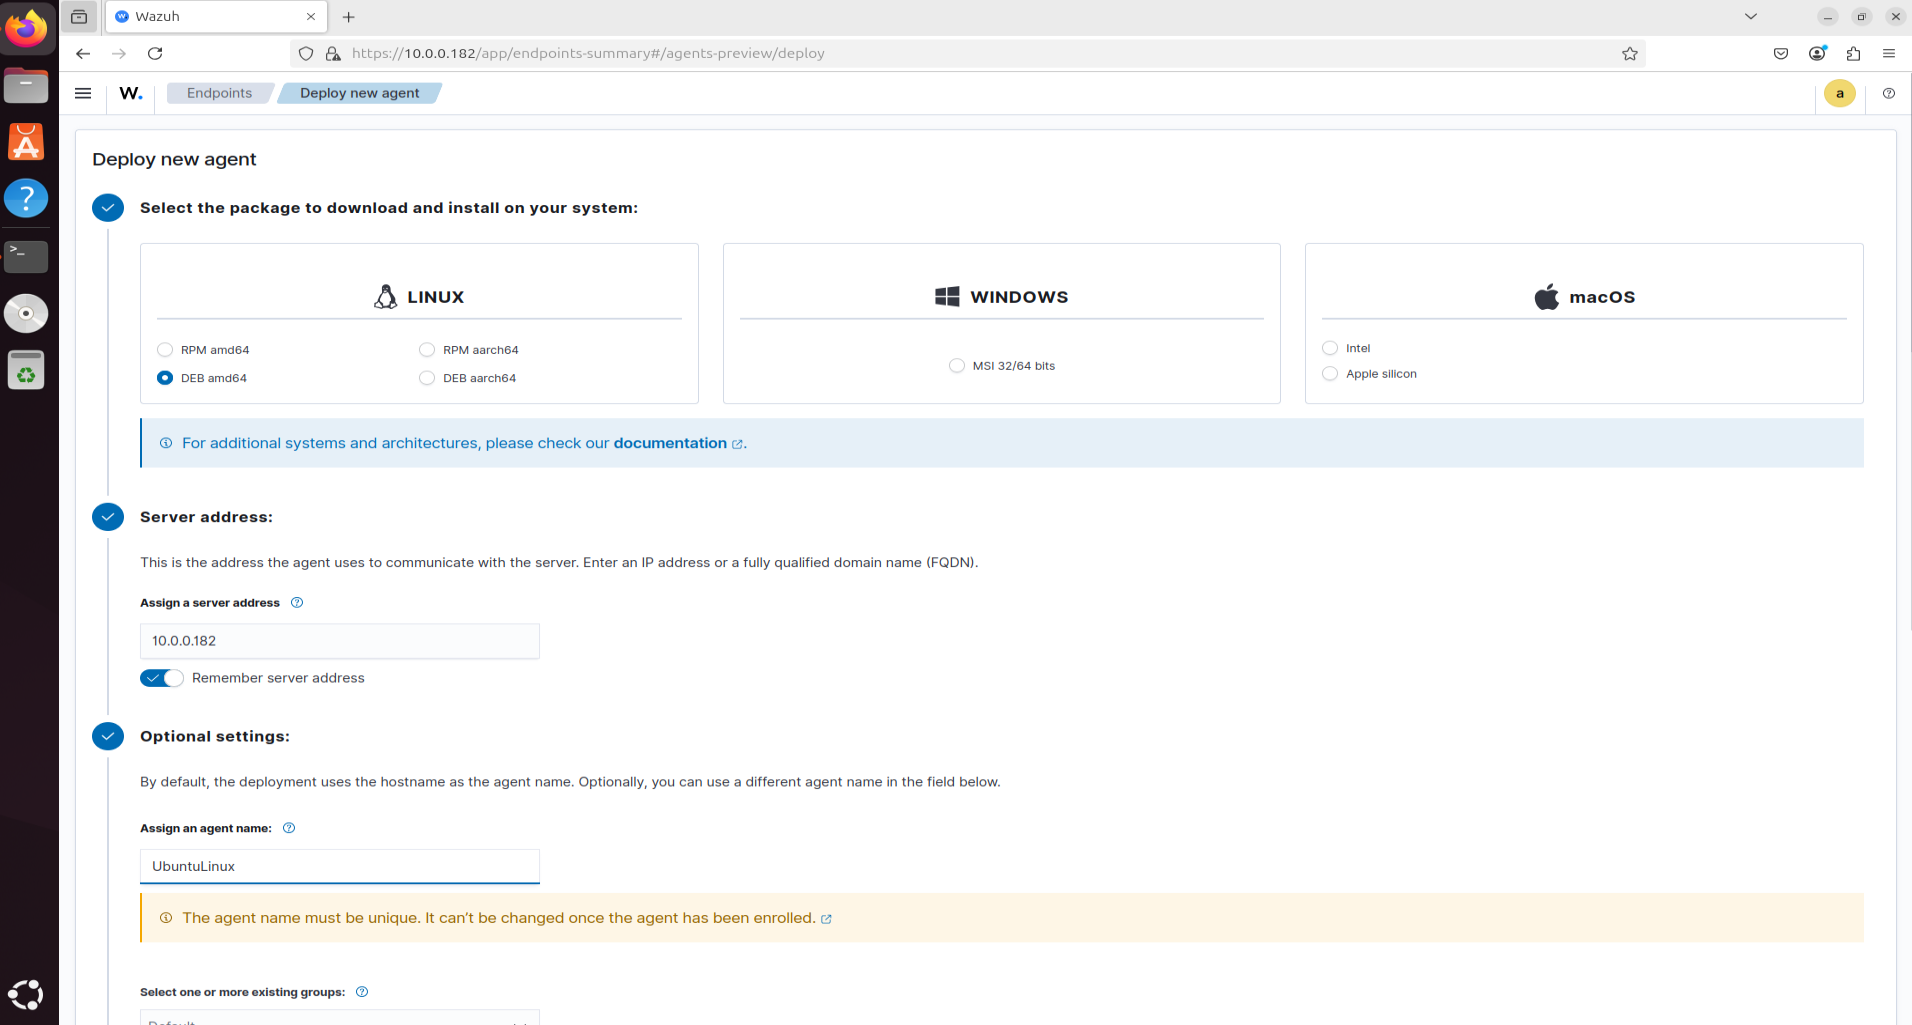 Wazuh
https://10.0.0.182/app/endpoints-summary#/agents-preview/deploy
W.
Endpoints
Deploy new agent
a
Deploy new agent
Select the package to download and install on your system:
LINUX
WINDOWS
macOS
RPM amd64
RPM aarch64
DEB amd64
DEB aarch64
MSI 32/64 bits
Intel
Apple silicon
For additional systems and architectures, please check our documentation.
Server address:
This is the address the agent uses to communicate with the server. Enter an IP address or a fully qualified domain name (FQDN).
Assign a server address
10.0.0.182
Remember server address
Optional settings:
By default, the deployment uses the hostname as the agent name. Optionally, you can use a different agent name in the field below.
Assign an agent name:
UbuntuLinux
The agent name must be unique. It can’t be changed once the agent has been enrolled.
Select one or more existing groups:
Default